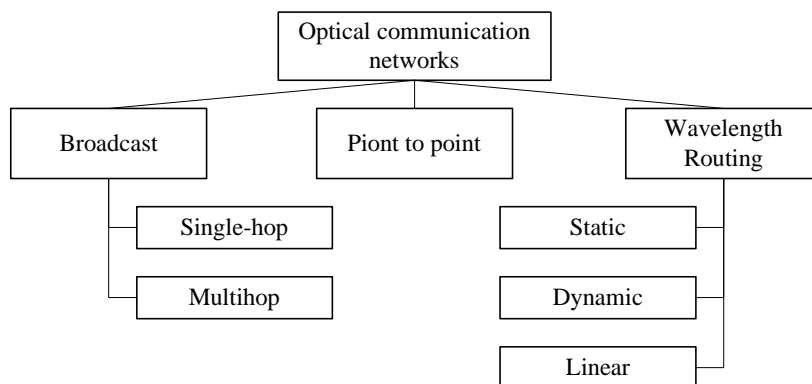 Optical communication
networks
Broadcast
Piont to point
Wavelength
Routing
Single-hop
Multihop
Static
Dynamic
Linear